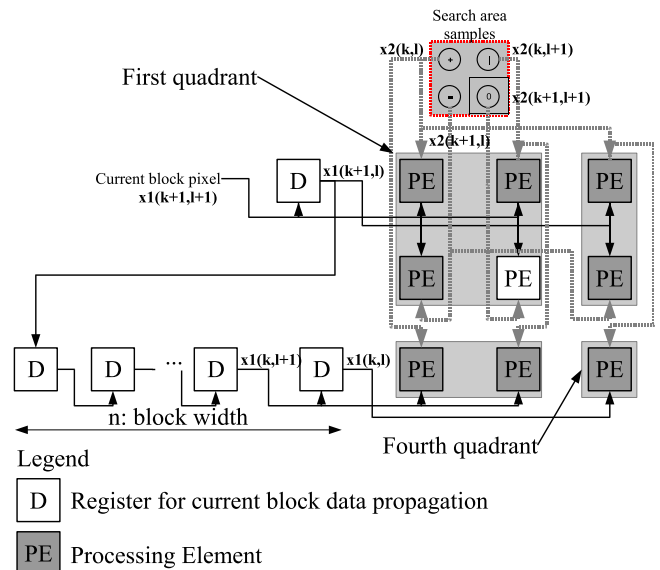 Search area
samples
x2(k,l)
x2(k,l+1)
+
|
First quadrant
=
0
x2(k+1,l+1)
x2(k+1,l)
D
x1(k+1,l)
PE
PE
PE
Current block pixel
x1(k+1,l+1)
PE
PE
PE
D
D
...
D
x1(k,l+1)
D
x1(k,l)
PE
PE
PE
n: block width
Fourth quadrant
Legend
D
Register for current block data propagation
PE
Processing Element